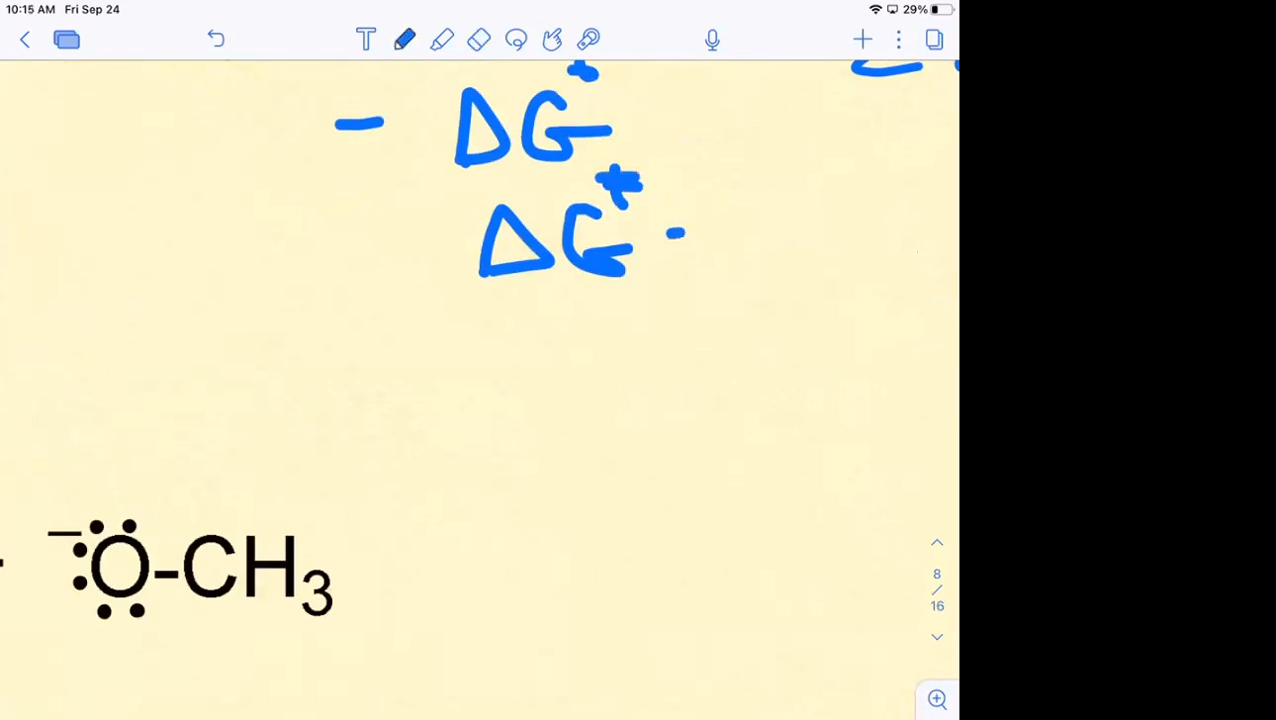 10:15 AM Fri Sep 24 29%
T
- ΔG*
ΔG* -
8
/
16
⁻:Ö-CH₃